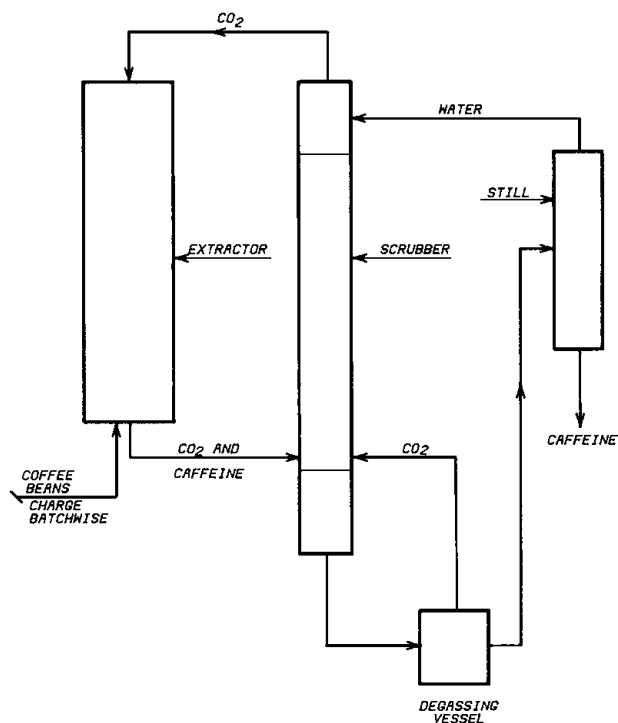 CO2
WATER
STILL
EXTRACTOR
SCRUBBER
CO2 AND
CAFFEINE
CO2
CAFFEINE
COFFEE
BEANS
CHARGE
BATCHWISE
DEGASSING
VESSEL